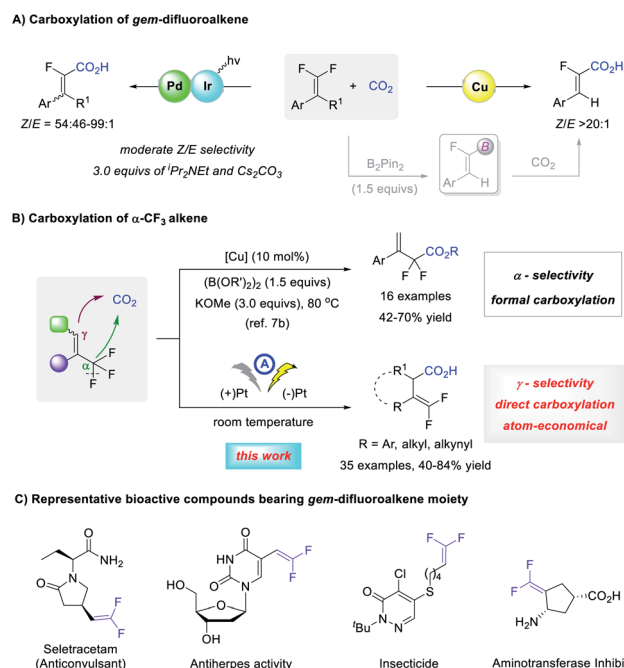 A) Carboxylation of gem-difluoroalkene
F CO₂H
Ar R¹
Z/E = 54:46-99:1
Pd Ir hν
moderate Z/E selectivity
3.0 equivs of ⁱPr₂NEt and Cs₂CO₃
F F
Ar R¹
+ CO₂
Cu
F CO₂H
Ar H
Z/E >20:1
B₂Pin₂
(1.5 equivs)
F B
Ar H
CO₂
B) Carboxylation of α-CF₃ alkene
CO₂
γ
α F
F
F
[Cu] (10 mol%)
(B(OR')₂)₂ (1.5 equivs)
KOMe (3.0 equivs), 80 °C
(ref. 7b)
Ar CO₂R
F F
16 examples
42-70% yield
α - selectivity
formal carboxylation
A
(+)Pt (-)Pt
room temperature
this work
R¹ CO₂H
R F
F
R = Ar, alkyl, alkynyl
35 examples, 40-84% yield
γ - selectivity
direct carboxylation
atom-economical
C) Representative bioactive compounds bearing gem-difluoroalkene moiety
O
NH₂
O N
F
F
Seletracetam
(Anticonvulsant)
O
HN
O N
F
F
HO
O
OH
Antiherpes activity
F
F
( )₄
Cl
O S
N
ᵗBu N
Insecticide
F
F
CO₂H
H₂N
Aminotransferase Inhibi